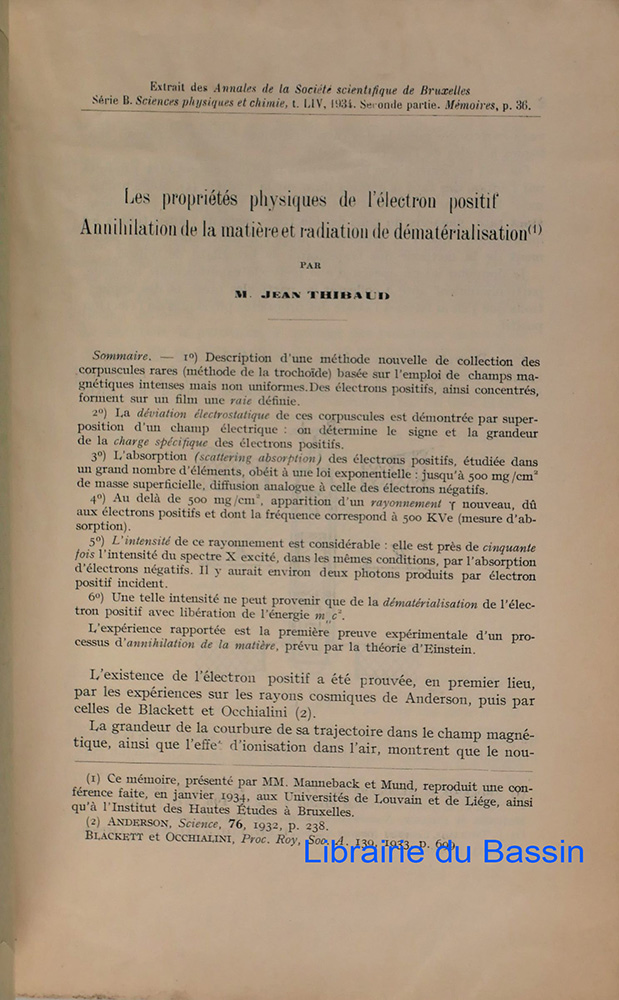 Extrait des Annales de la Société scientifique de Bruxelles
Série B. Sciences physiques et chimie, t. LIV, 1934. Seconde partie. Mémoires, p. 36.
Les propriétés physiques de l'électron positif
Annihilation de la matière et radiation de dématérialisation(1)
PAR
M. JEAN THIBAUD
Sommaire. — 1º) Description d'une méthode nouvelle de collection des
corpuscules rares (méthode de la trochoïde) basée sur l'emploi de champs ma-
gnétiques intenses mais non uniformes. Des électrons positifs, ainsi concentrés,
forment sur un film une raie définie.
2º) La déviation électrostatique de ces corpuscules est démontrée par super-
position d'un champ électrique : on détermine le signe et la grandeur
de la charge spécifique des électrons positifs.
3º) L'absorption (scattering absorption) des électrons positifs, étudiée dans
un grand nombre d'éléments, obéit à une loi exponentielle : jusqu'à 500 mg/cm²
de masse superficielle, diffusion analogue à celle des électrons négatifs.
4º) Au delà de 500 mg/cm², apparition d'un rayonnement γ nouveau, dû
aux électrons positifs et dont la fréquence correspond à 500 KVe (mesure d'ab-
sorption).
5º) L'intensité de ce rayonnement est considérable : elle est près de cinquante
fois l'intensité du spectre X excité, dans les mêmes conditions, par l'absorption
d'électrons négatifs. Il y aurait environ deux photons produits par électron
positif incident.
6º) Une telle intensité ne peut provenir que de la dématérialisation de l'élec-
tron positif avec libération de l'énergie m₀c².
L'expérience rapportée est la première preuve expérimentale d'un pro-
cessus d'annihilation de la matière, prévu par la théorie d'Einstein.
L'existence de l'électron positif a été prouvée, en premier lieu,
par les expériences sur les rayons cosmiques de Anderson, puis par
celles de Blackett et Occhialini (2).
La grandeur de la courbure de sa trajectoire dans le champ magné-
tique, ainsi que l'effet d'ionisation dans l'air, montrent que le nou-
(1) Ce mémoire, présenté par MM. Manneback et Mund, reproduit une con-
férence faite, en janvier 1934, aux Universités de Louvain et de Liége, ainsi
qu'à l'Institut des Hautes Études à Bruxelles.
(2) ANDERSON, Science, 76, 1932, p. 238.
BLACKETT et OCCHIALINI, Proc. Roy, Soc. A. 139, 1933, p. 699.
Librairie du Bassin